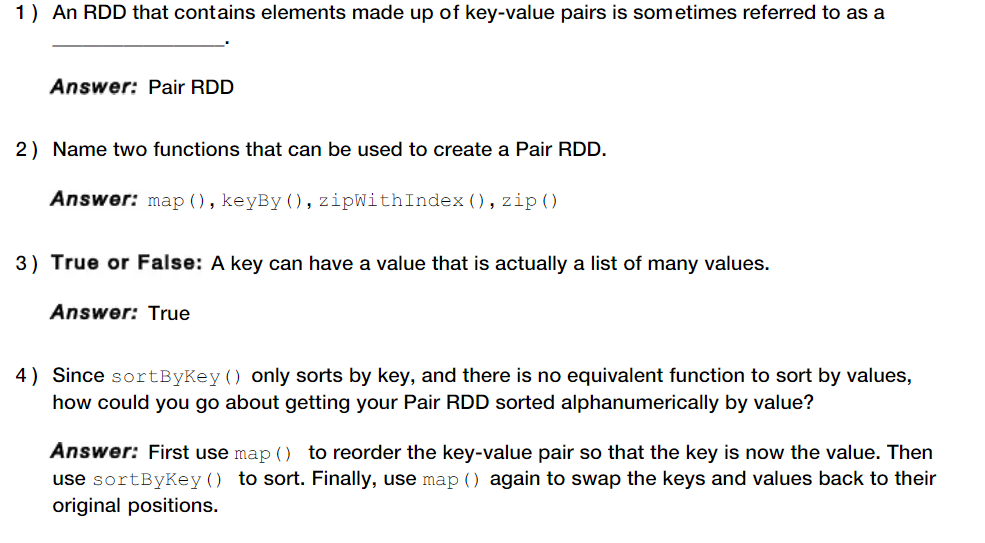 1) An RDD that contains elements made up of key-value pairs is sometimes referred to as a
________________.
Answer: Pair RDD
2) Name two functions that can be used to create a Pair RDD.
Answer: map(), keyBy(), zipWithIndex(), zip()
3) True or False: A key can have a value that is actually a list of many values.
Answer: True
4) Since sortByKey() only sorts by key, and there is no equivalent function to sort by values,
how could you go about getting your Pair RDD sorted alphanumerically by value?
Answer: First use map() to reorder the key-value pair so that the key is now the value. Then
use sortByKey() to sort. Finally, use map() again to swap the keys and values back to their
original positions.